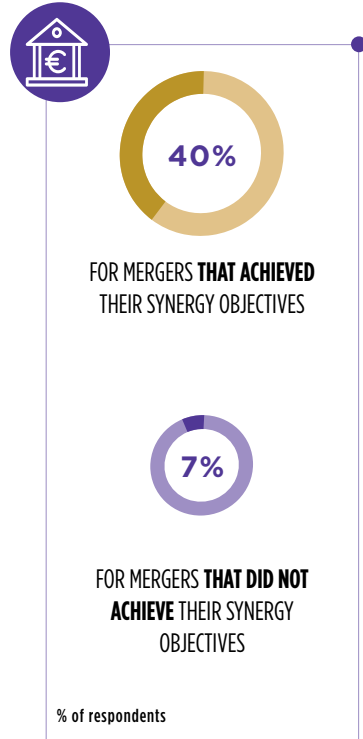 €
40%
FOR MERGERS THAT ACHIEVED
THEIR SYNERGY OBJECTIVES
7%
FOR MERGERS THAT DID NOT
ACHIEVE THEIR SYNERGY
OBJECTIVES
% of respondents